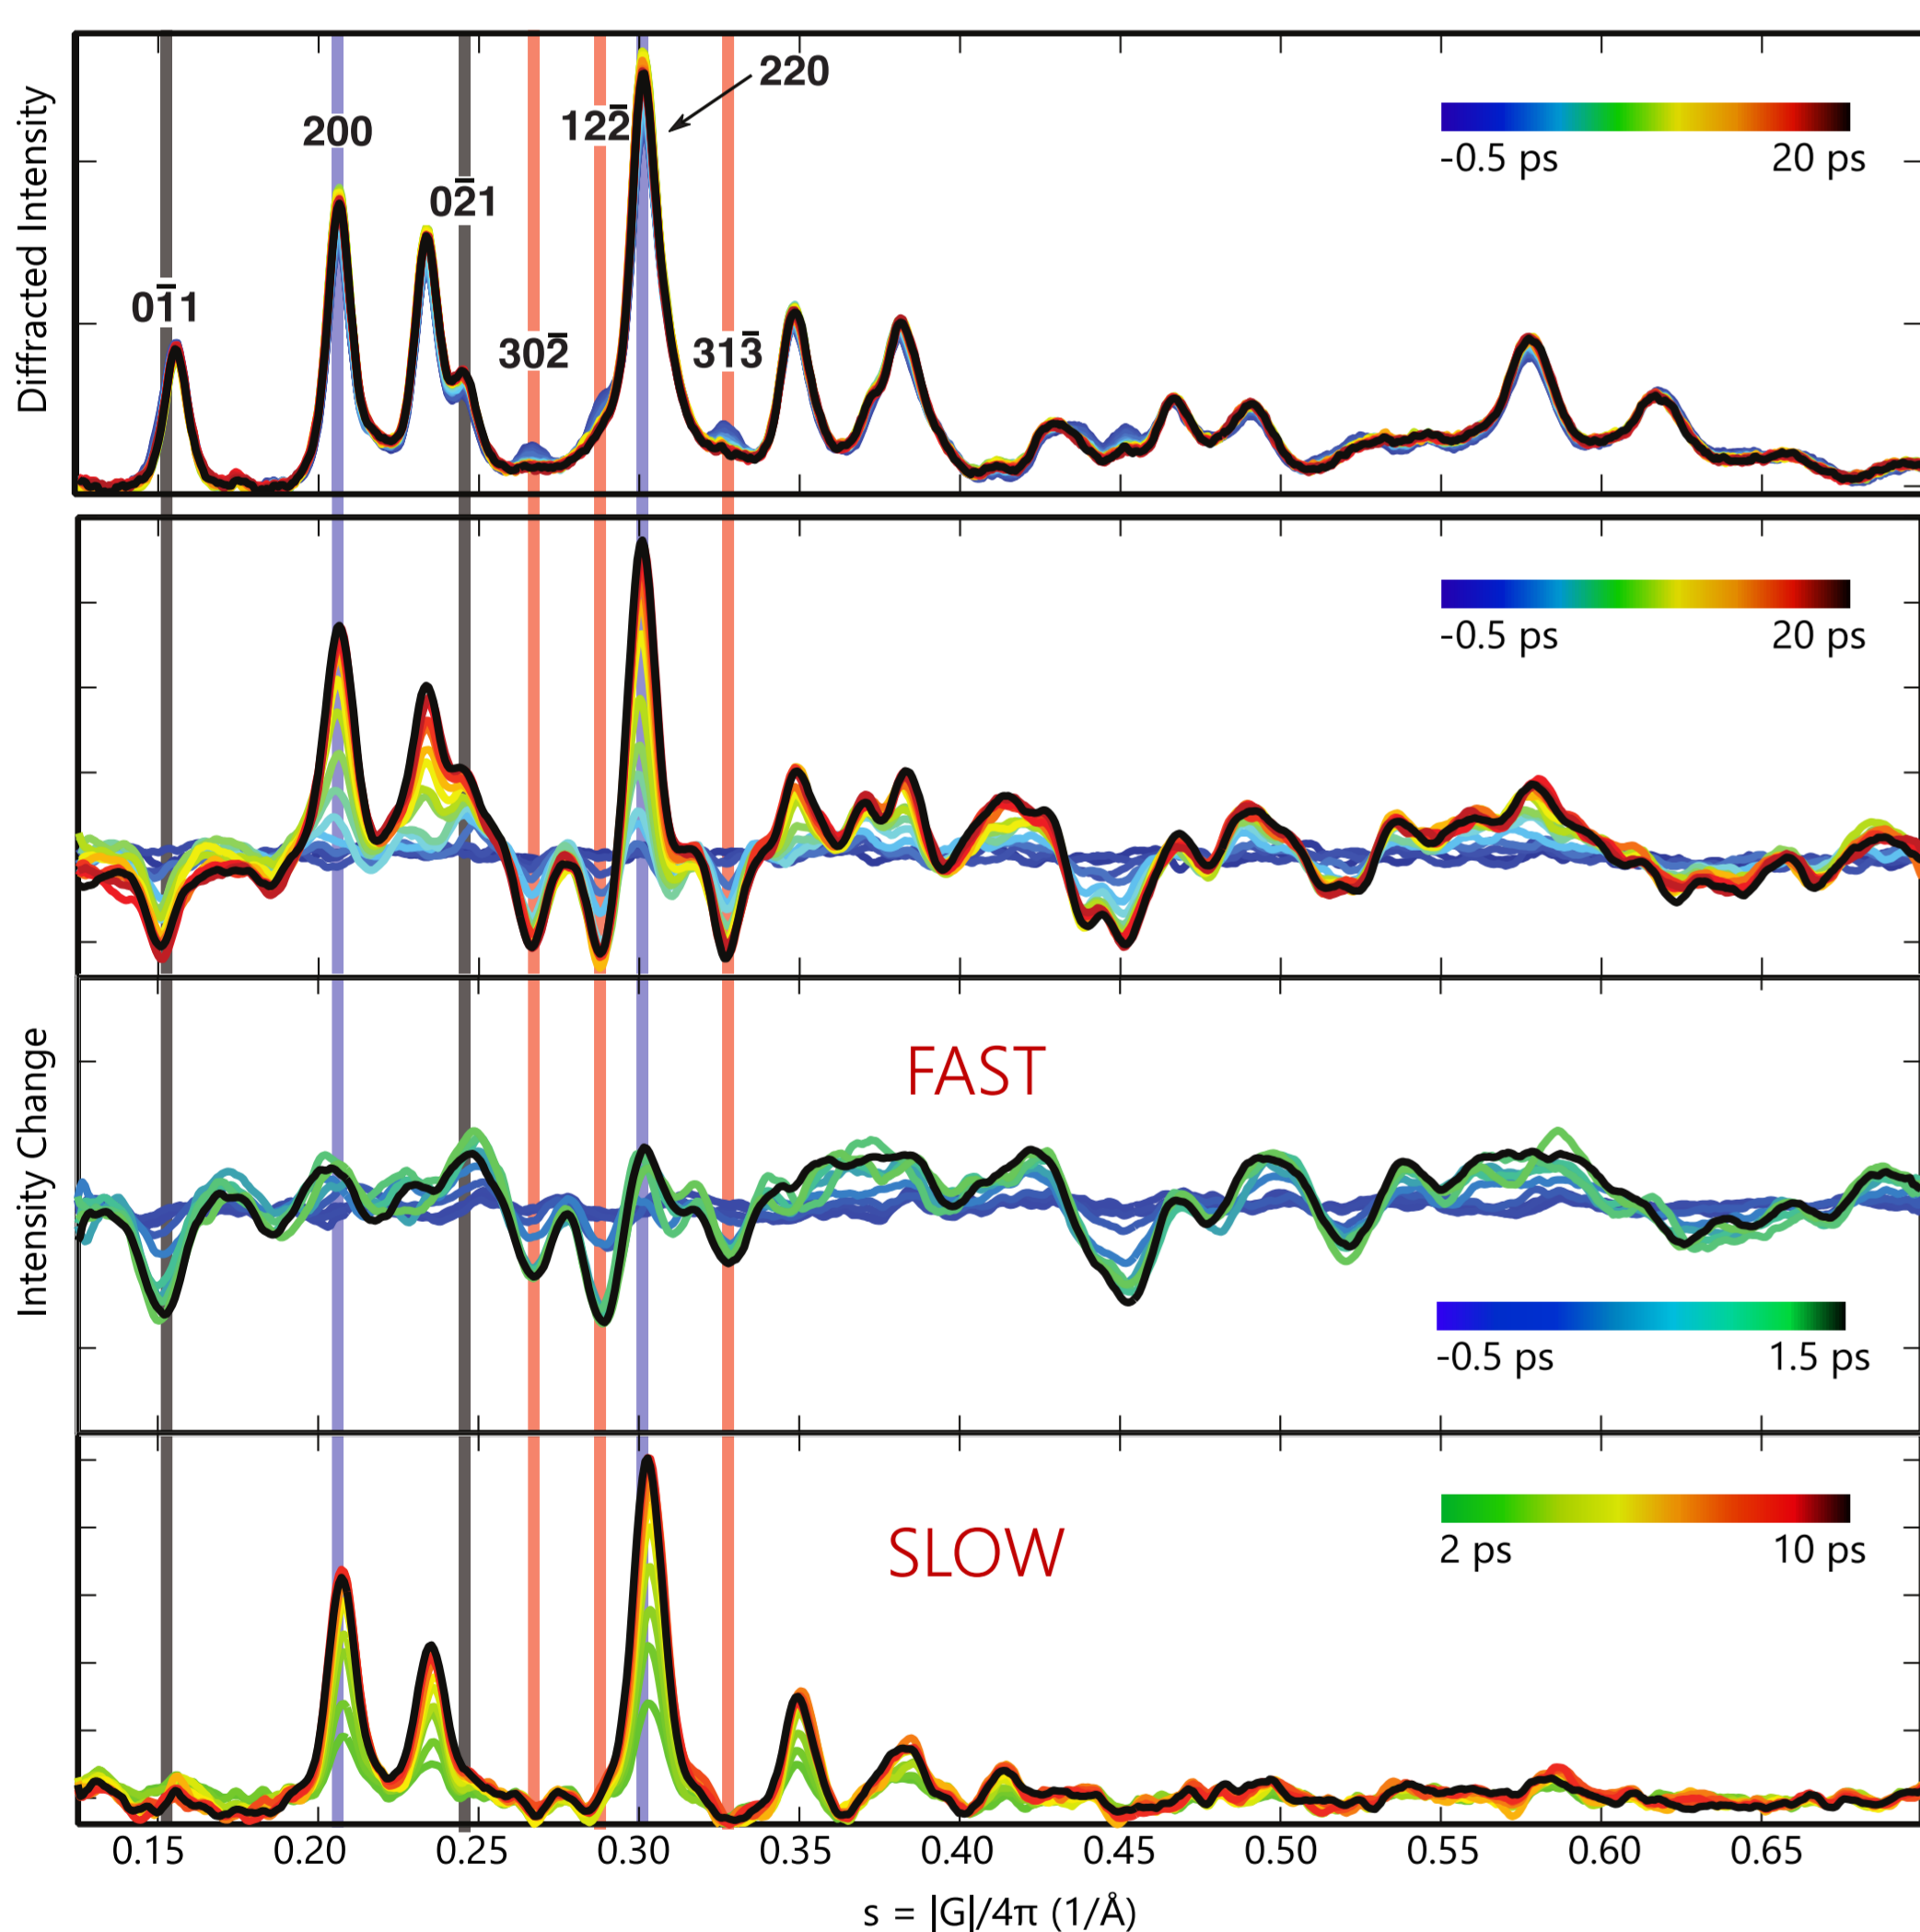 Diffracted Intensity
220
200
12̅2̅
02̅1
01̅1
302̅
313̅
-0.5 ps 20 ps
-0.5 ps 20 ps
Intensity Change
FAST
-0.5 ps 1.5 ps
SLOW
2 ps 10 ps
0.15 0.20 0.25 0.30 0.35 0.40 0.45 0.50 0.55 0.60 0.65
s = |G|/4π (1/Å)